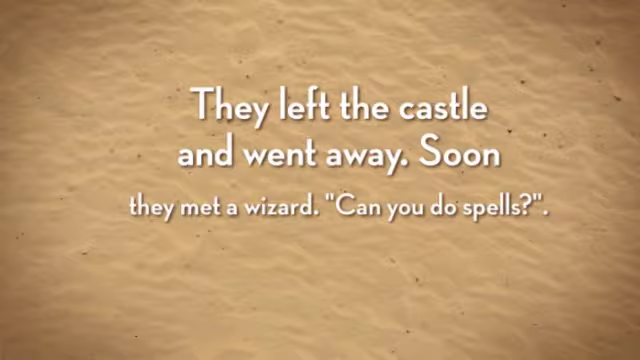 They left the castle
and went away. Soon
they met a wizard. "Can you do spells?".